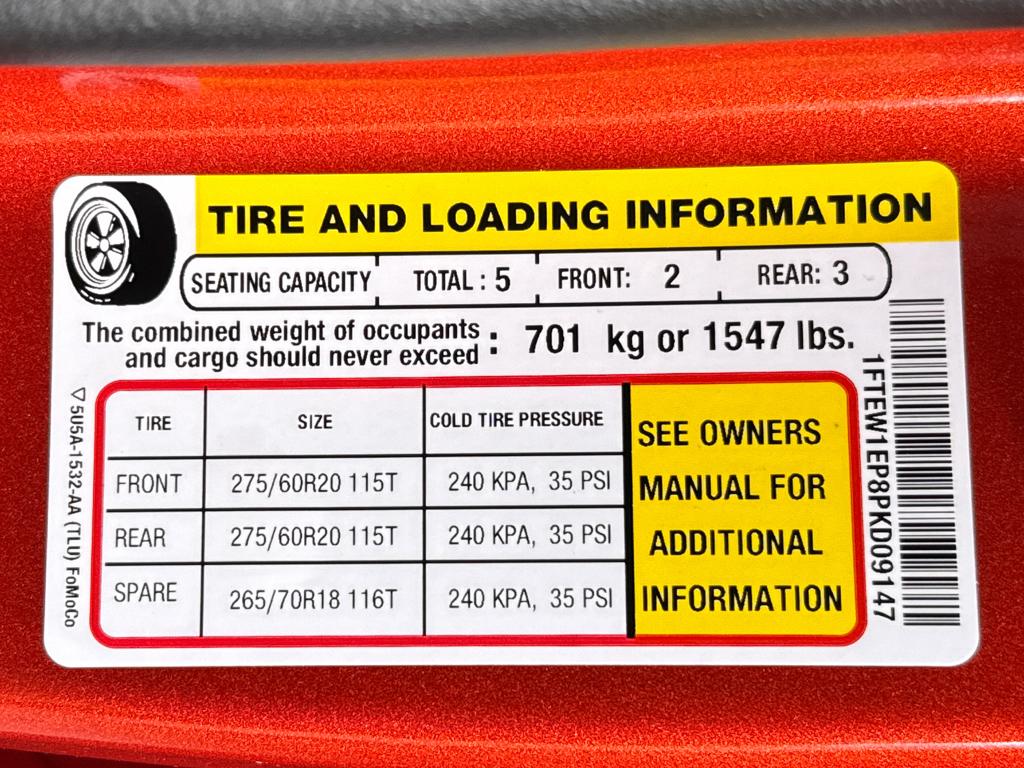 TIRE AND LOADING INFORMATION
SEATING CAPACITY TOTAL : 5 FRONT: 2 REAR: 3
The combined weight of occupants
and cargo should never exceed : 701 kg or 1547 lbs.
TIRE SIZE COLD TIRE PRESSURE
FRONT 275/60R20 115T 240 KPA, 35 PSI
REAR 275/60R20 115T 240 KPA, 35 PSI
SPARE 265/70R18 116T 240 KPA, 35 PSI
SEE OWNERS
MANUAL FOR
ADDITIONAL
INFORMATION
1FTEW1EP8PKD09147
5U5A-1532-AA (TLU) FoMoCo